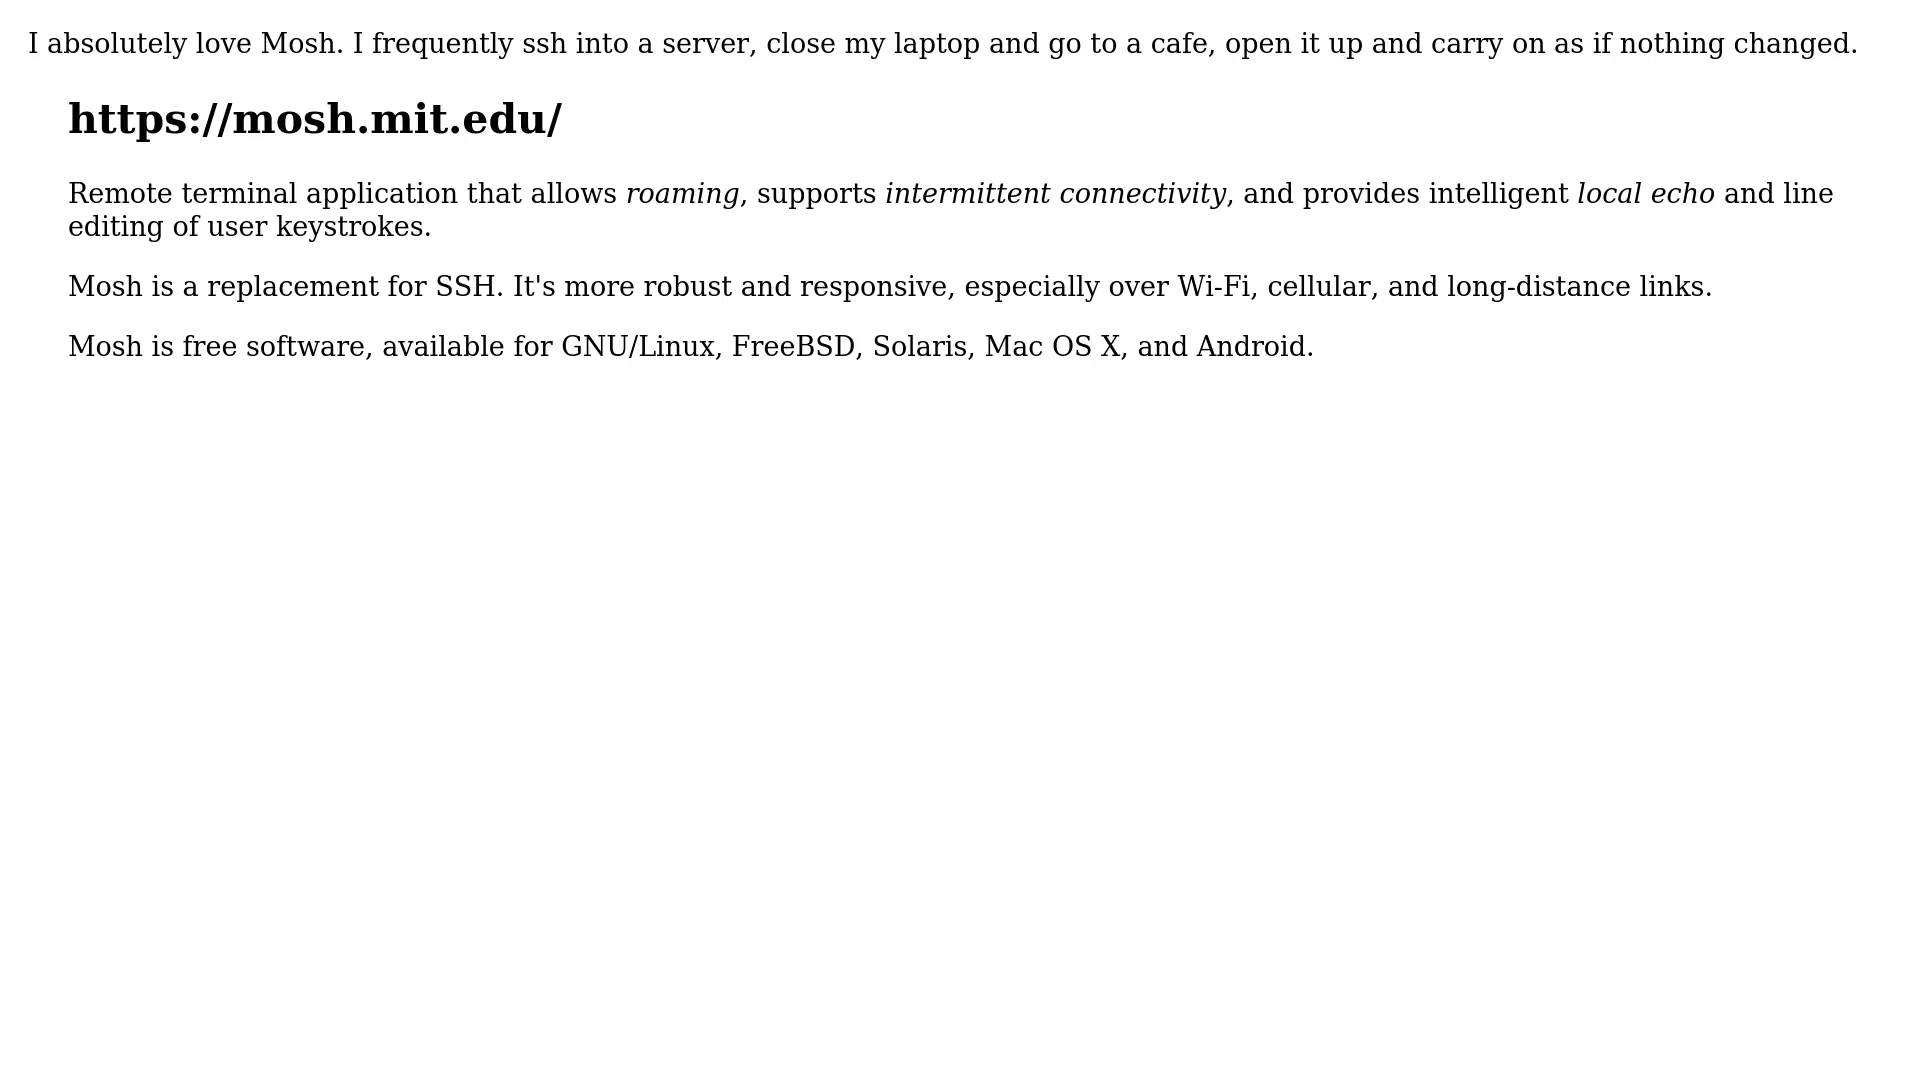 I absolutely love Mosh. I frequently ssh into a server, close my laptop and go to a cafe, open it up and carry on as if nothing changed.
https://mosh.mit.edu/
Remote terminal application that allows roaming, supports intermittent connectivity, and provides intelligent local echo and line
editing of user keystrokes.
Mosh is a replacement for SSH. It's more robust and responsive, especially over Wi-Fi, cellular, and long-distance links.
Mosh is free software, available for GNU/Linux, FreeBSD, Solaris, Mac OS X, and Android.